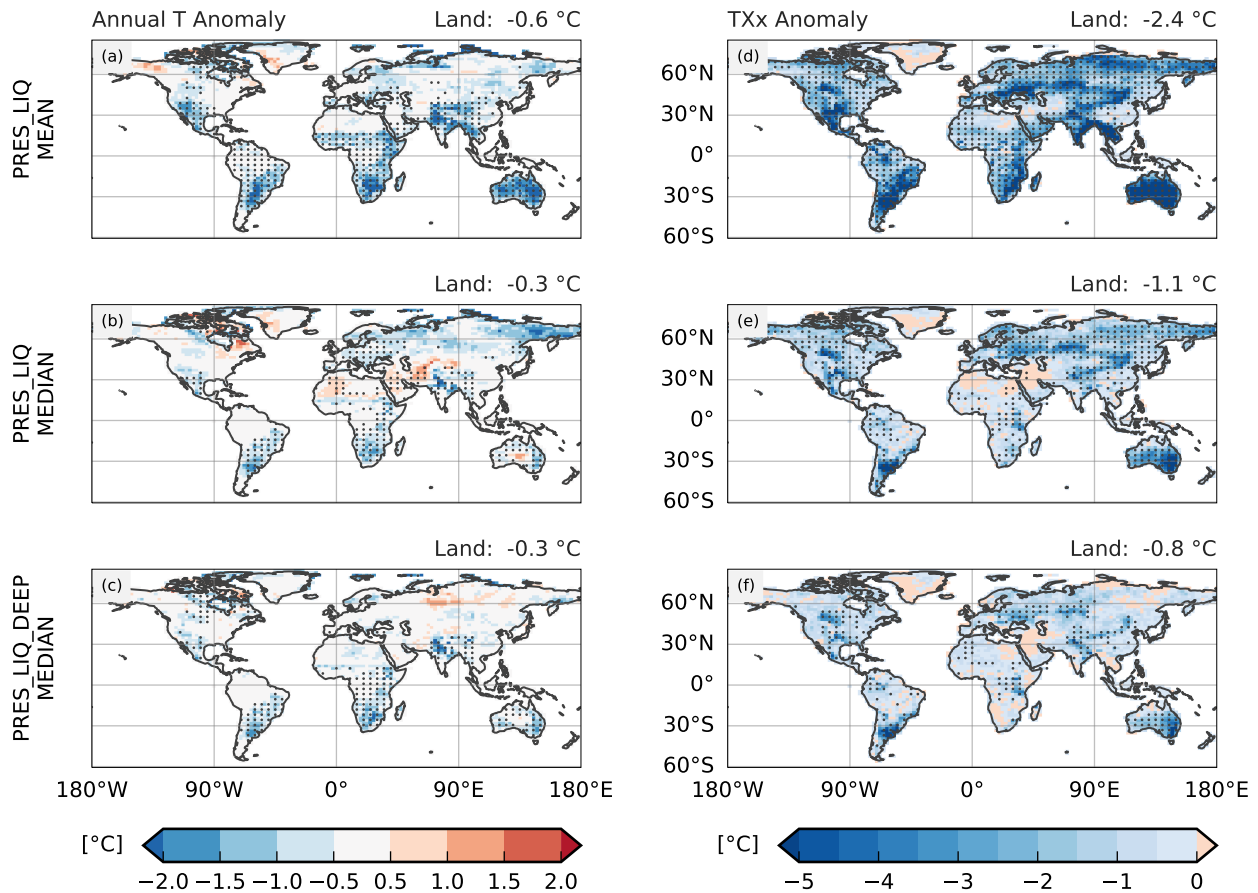 Annual T Anomaly Land: -0.6 °C
TXx Anomaly Land: -2.4 °C
PRES_LIQ
MEAN
(a)
(d)
60°N
30°N
0°
30°S
60°S
Land: -0.3 °C
Land: -1.1 °C
PRES_LIQ
MEDIAN
(b)
(e)
60°N
30°N
0°
30°S
60°S
Land: -0.3 °C
Land: -0.8 °C
PRES_LIQ_DEEP
MEDIAN
(c)
(f)
60°N
30°N
0°
30°S
60°S
180°W 90°W 0° 90°E 180°E
180°W 90°W 0° 90°E 180°E
[°C]
−2.0 −1.5 −1.0 −0.5 0.5 1.0 1.5 2.0
[°C]
−5 −4 −3 −2 −1 0